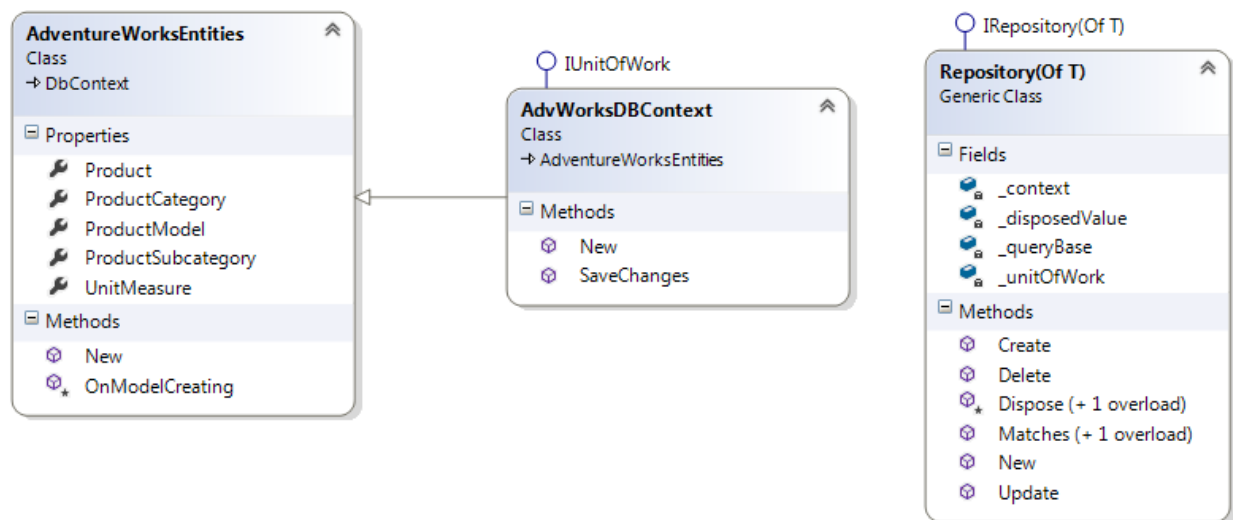 AdventureWorksEntities
Class
DbContext
Properties
Product
ProductCategory
ProductModel
ProductSubcategory
UnitMeasure
Methods
New
OnModelCreating
IUnitOfWork
AdvWorksDBContext
Class
AdventureWorksEntities
Methods
New
SaveChanges
IRepository(Of T)
Repository(Of T)
Generic Class
Fields
_context
_disposedValue
_queryBase
_unitOfWork
Methods
Create
Delete
Dispose (+ 1 overload)
Matches (+ 1 overload)
New
Update